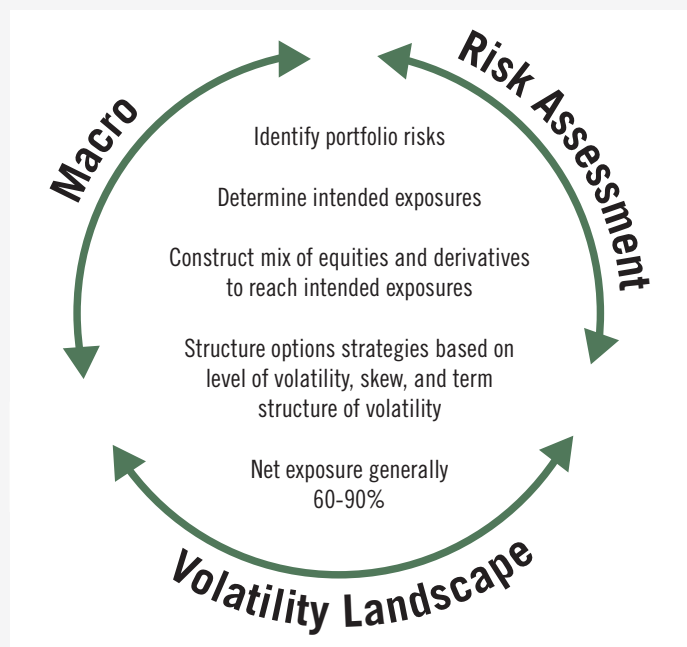 Macro
Risk Assessment
Identify portfolio risks
Determine intended exposures
Construct mix of equities and derivatives
to reach intended exposures
Structure options strategies based on
level of volatility, skew, and term
structure of volatility
Net exposure generally
60-90%
Volatility Landscape